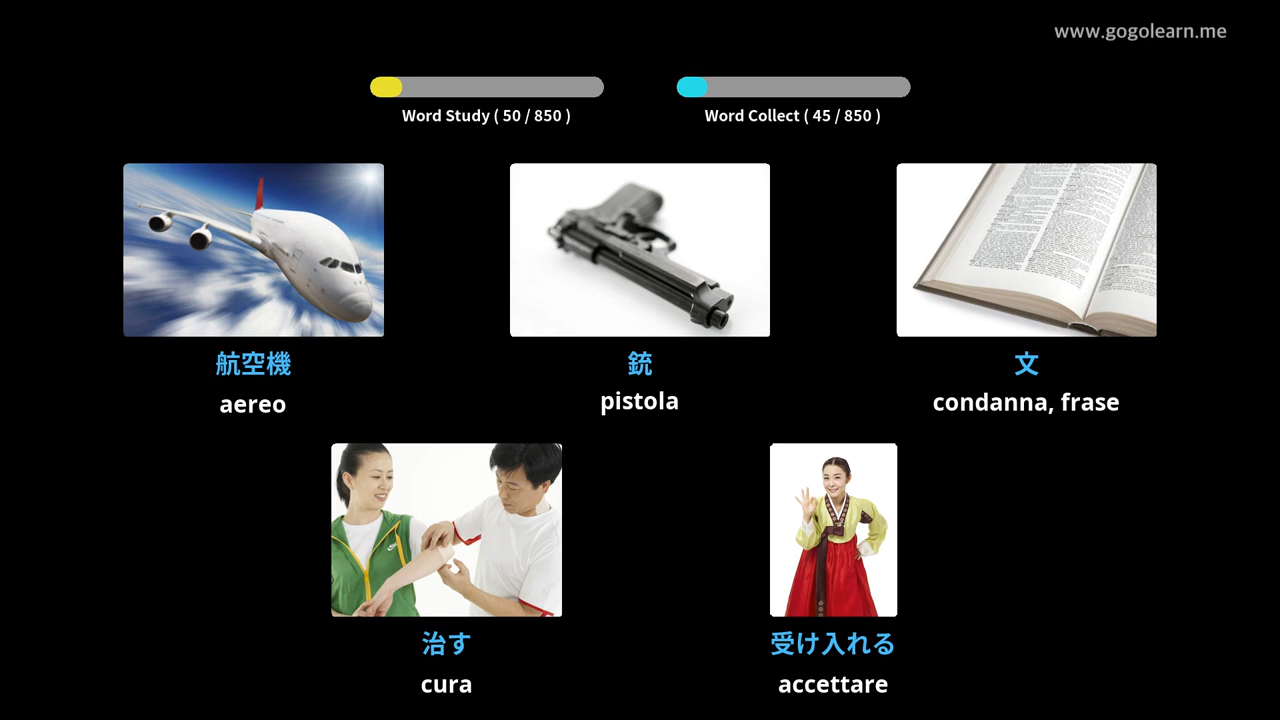 www.gogolearn.me
Word Study ( 50 / 850 )
Word Collect ( 45 / 850 )
航空機
aereo
銃
pistola
文
condanna, frase
治す
cura
受け入れる
accettare